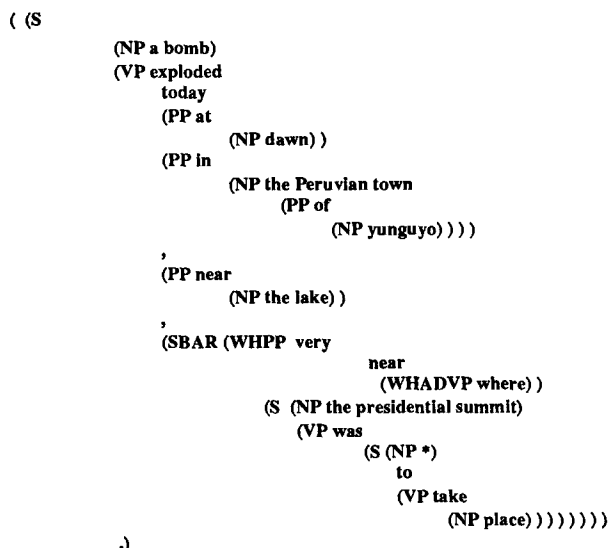 ( (S
(NP a bomb)
(VP exploded
today
(PP at
(NP dawn) )
(PP in
(NP the Peruvian town
(PP of
(NP yunguyo) ) ) )
,
(PP near
(NP the lake) )
,
(SBAR (WHPP very
near
(WHADVP where) )
(S (NP the presidential summit)
(VP was
(S (NP *)
to
(VP take
(NP place) ) ) ) ) ) ) )
.)